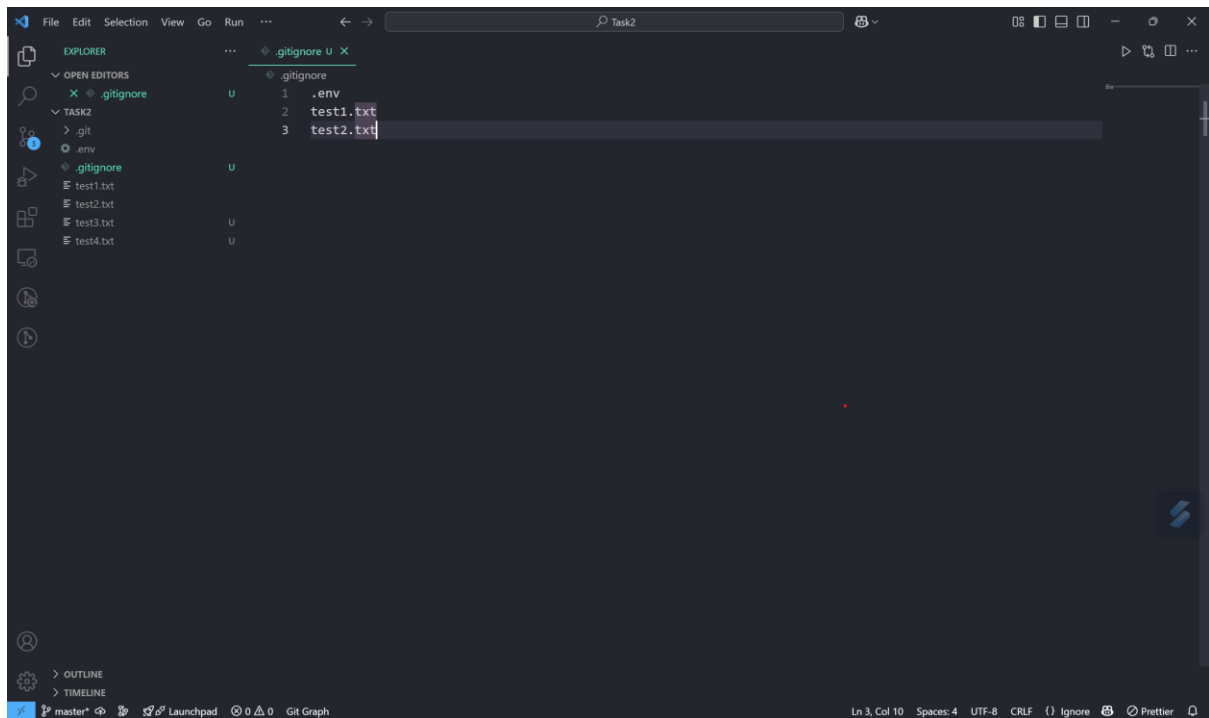 File Edit Selection View Go Run ··· Task2
EXPLORER ···
OPEN EDITORS
.gitignore U
TASK2
.git
.env
.gitignore U
test1.txt
test2.txt
test3.txt U
test4.txt U
OUTLINE
TIMELINE
.gitignore U
.gitignore
1 .env
2 test1.txt
3 test2.txt
3
master* Launchpad 0 0 Git Graph Ln 3, Col 10 Spaces: 4 UTF-8 CRLF {} Ignore Prettier